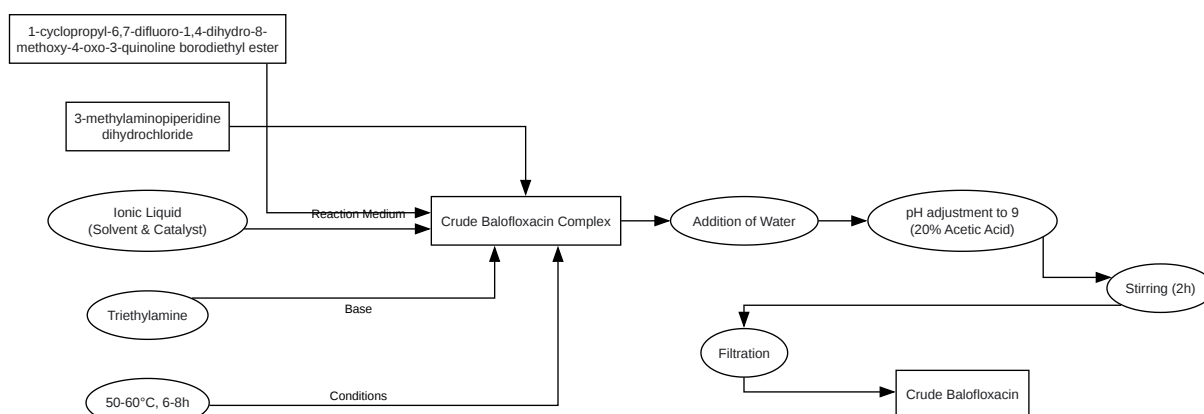 1-cyclopropyl-6,7-difluoro-1,4-dihydro-8-
methoxy-4-oxo-3-quinoline borodiethyl ester
3-methylaminopiperidine
dihydrochloride
Ionic Liquid
(Solvent & Catalyst)
Reaction Medium
Crude Balofloxacin Complex
Addition of Water
pH adjustment to 9
(20% Acetic Acid)
Stirring (2h)
Triethylamine
Base
Filtration
50-60°C, 6-8h
Conditions
Crude Balofloxacin